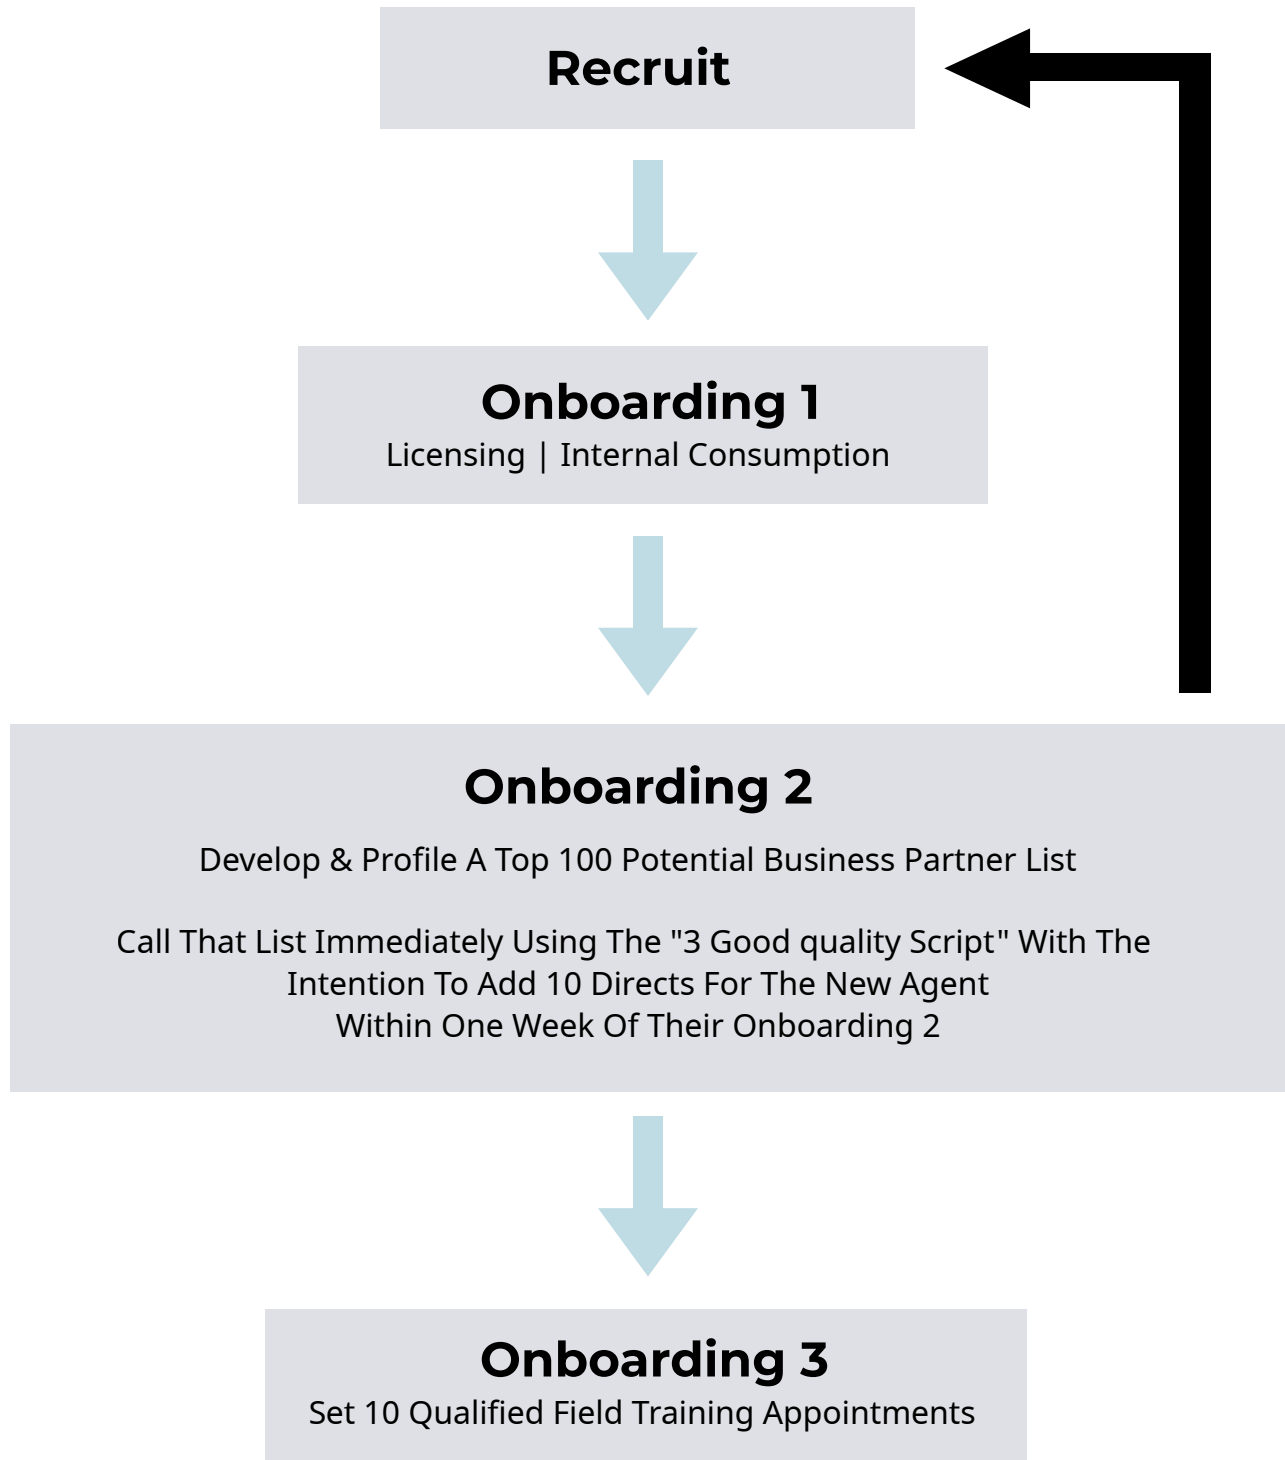 Recruit
Onboarding 1
Licensing | Internal Consumption
Onboarding 2
Develop & Profile A Top 100 Potential Business Partner List
Call That List Immediately Using The "3 Good quality Script" With The
Intention To Add 10 Directs For The New Agent
Within One Week Of Their Onboarding 2
Onboarding 3
Set 10 Qualified Field Training Appointments